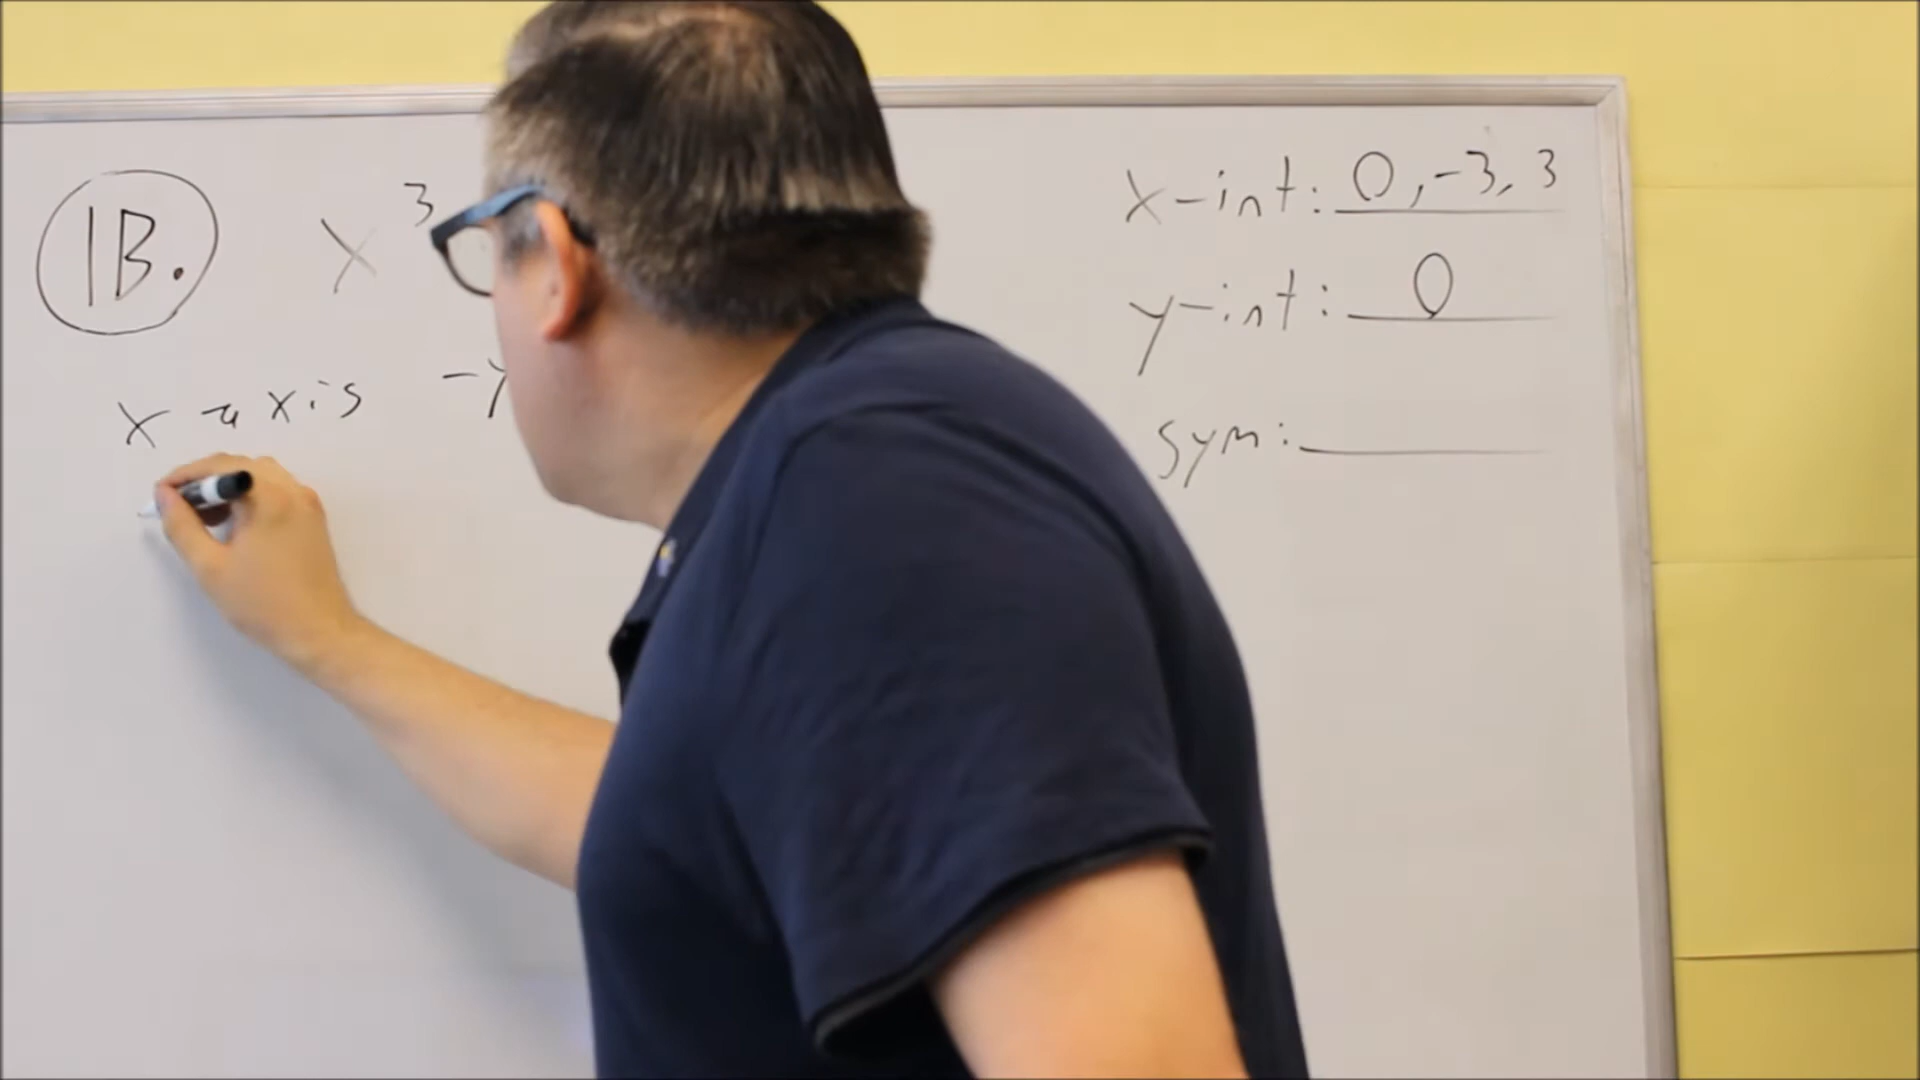 1B. x³
x-int: 0, -3, 3
y-int: 0
x-axis -y
sym: